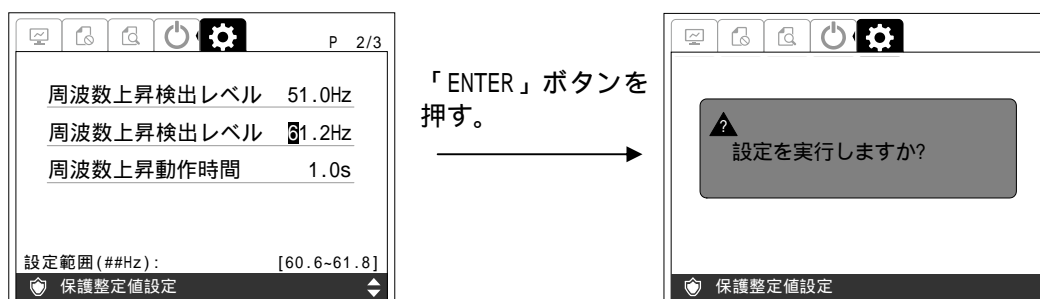 P 2/3
周波数上昇検出レベル 51.0Hz
周波数上昇検出レベル 61.2Hz
周波数上昇動作時間 1.0s
設定範囲(##Hz): [60.6~61.8]
保護整定値設定
「ENTER」ボタンを
押す。
?
設定を実行しますか?
保護整定値設定